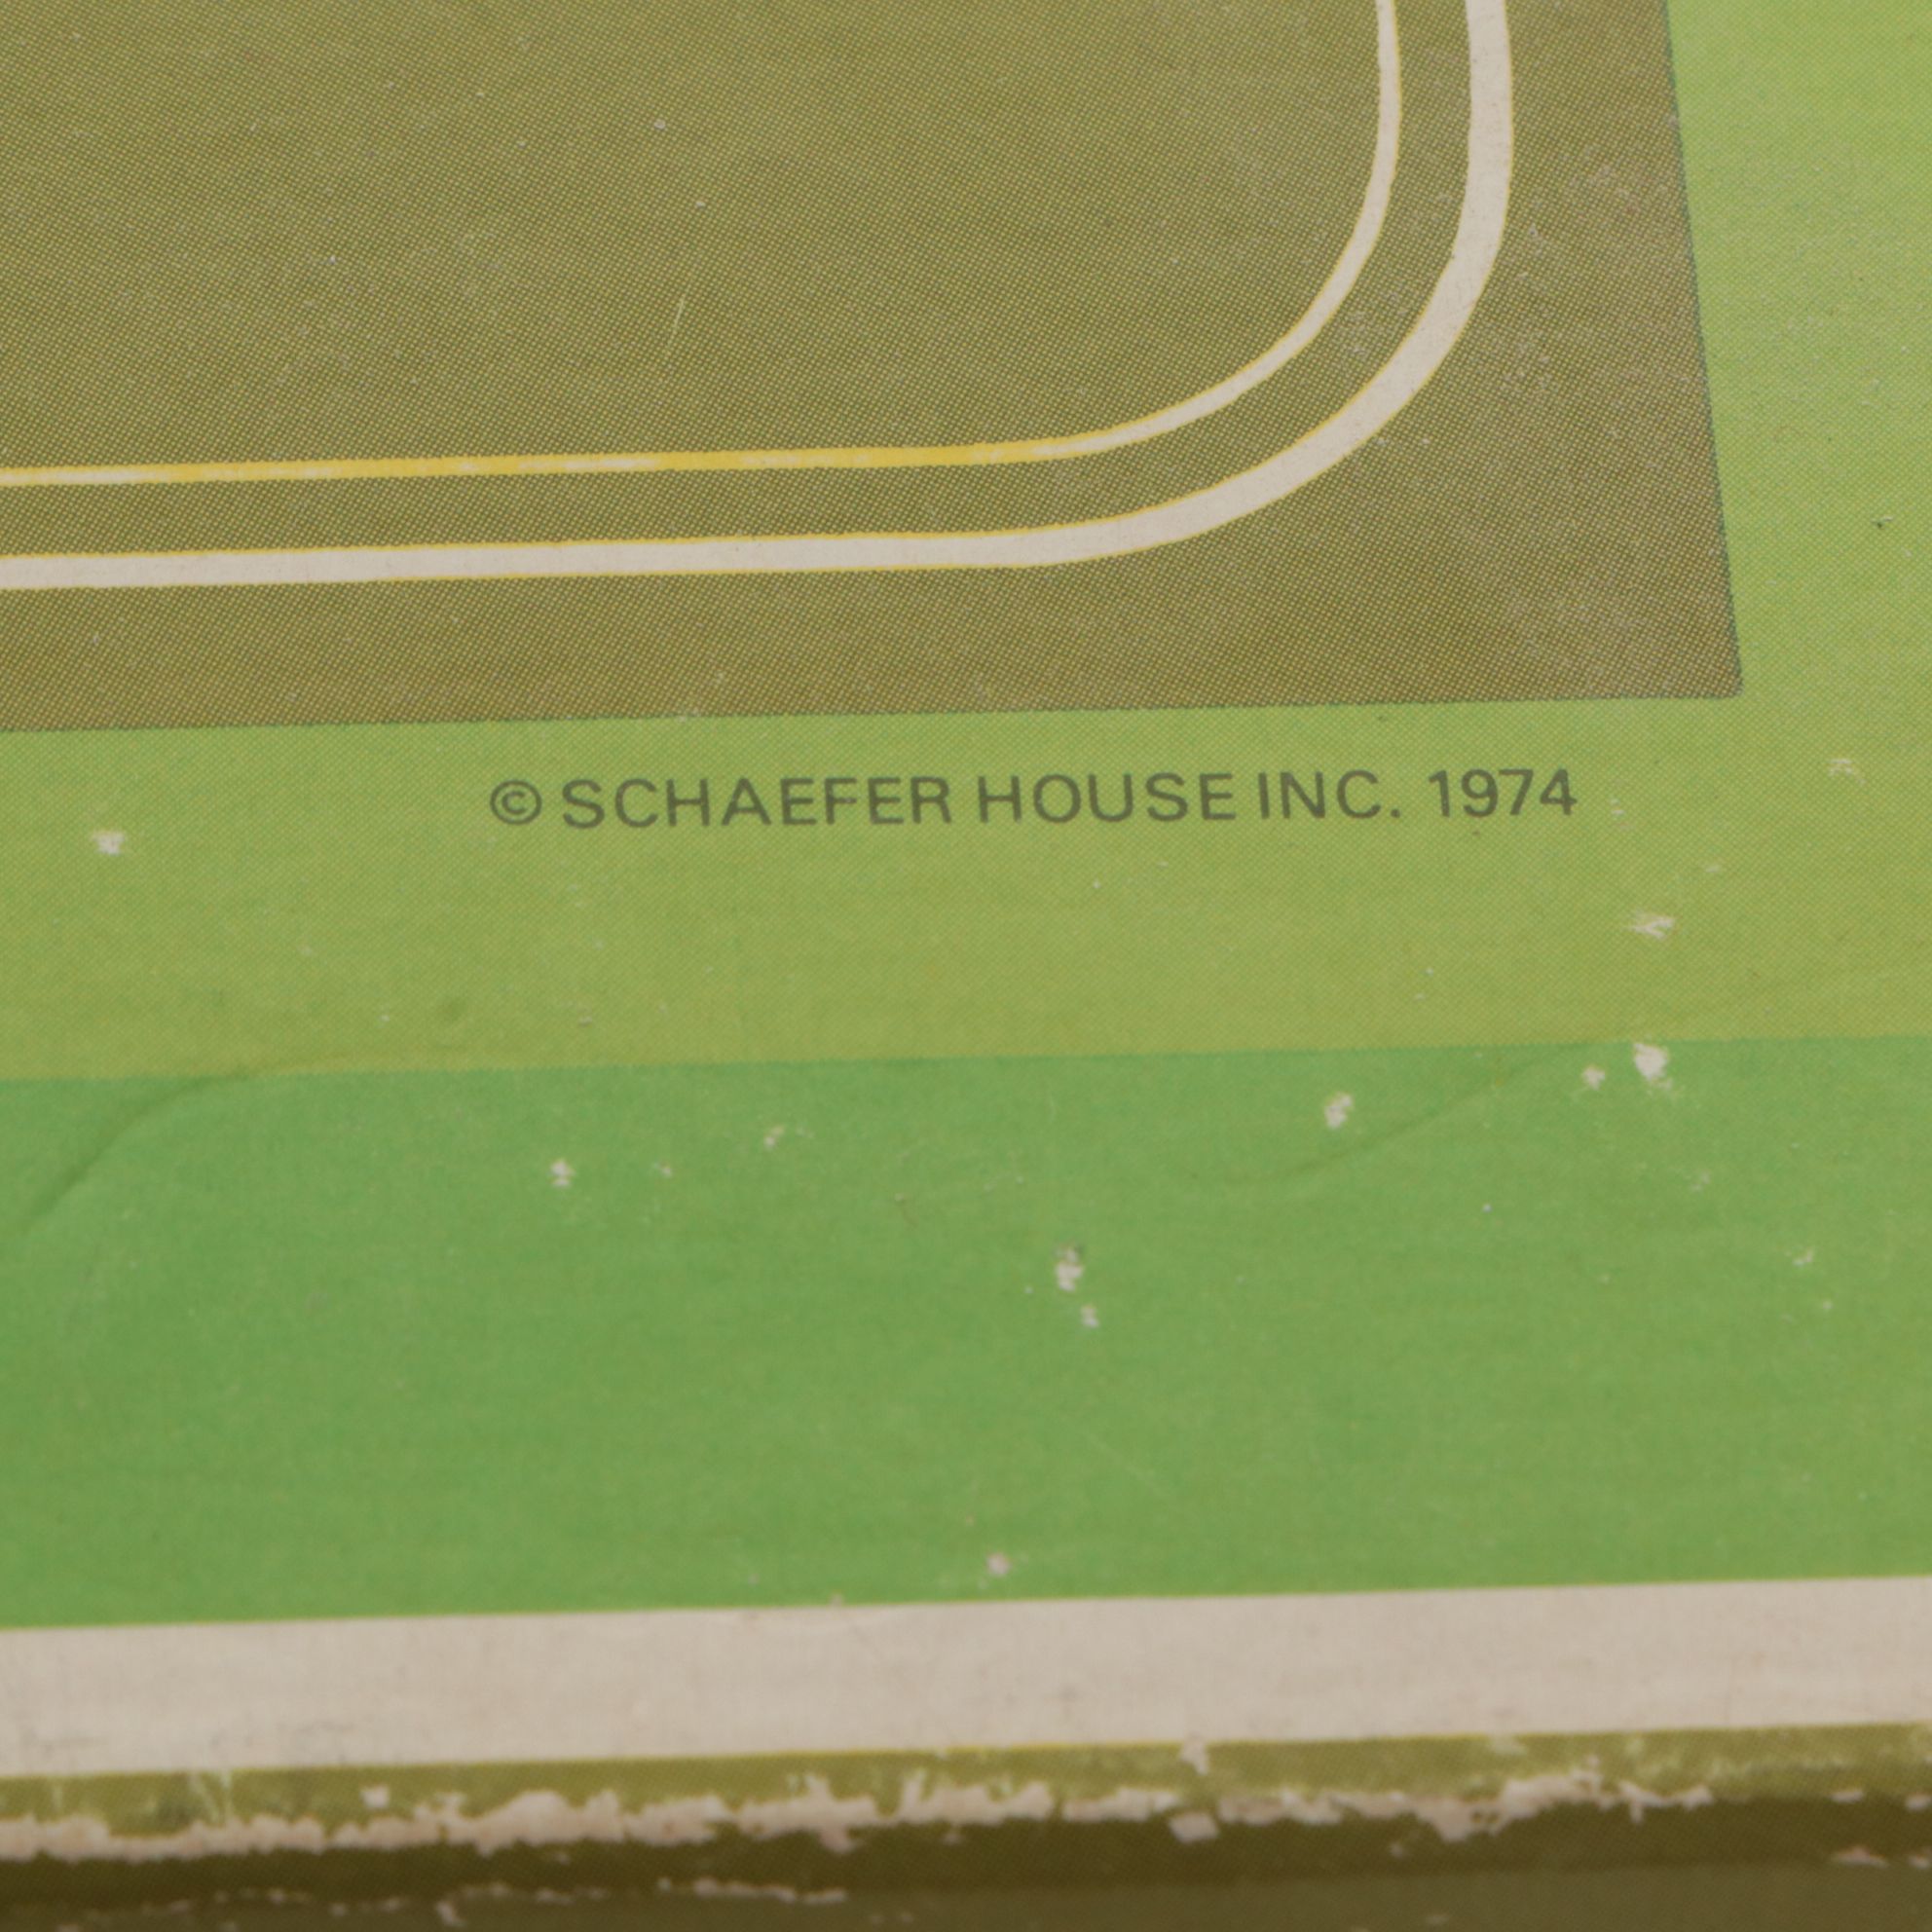 © SCHAEFER HOUSE INC. 1974